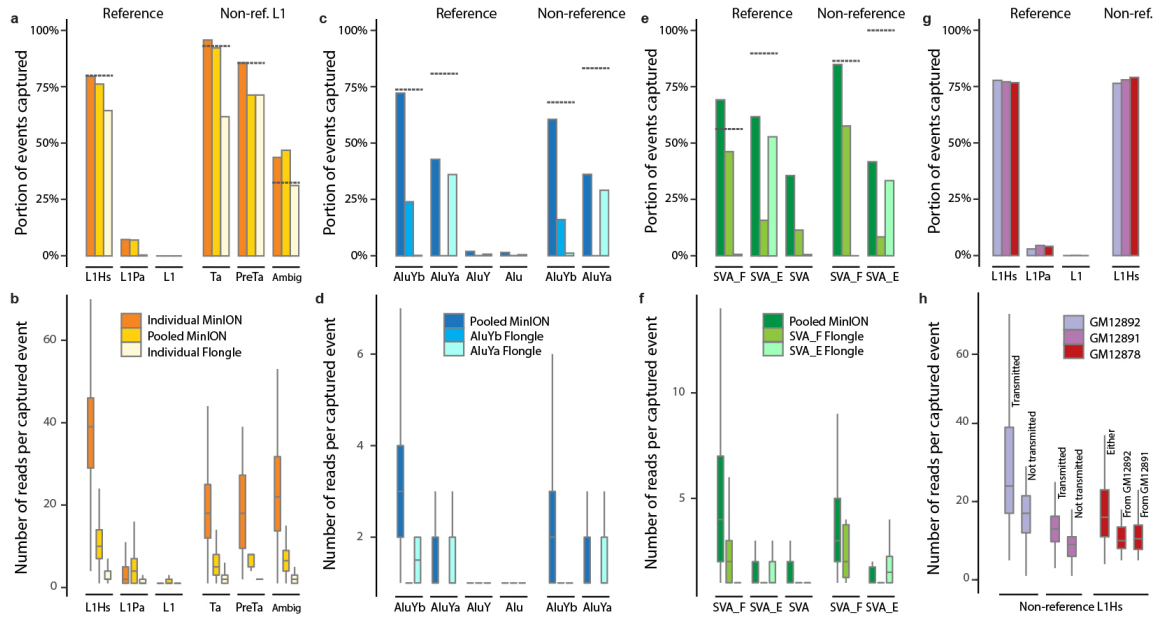 a
Reference
Non-ref. L1
Portion of events captured
100%
75%
50%
25%
0%
L1Hs
L1Pa
L1
Ta
PreTa
Ambig
c
Reference
Non-reference
Portion of events captured
100%
75%
50%
25%
0%
AluYb
AluYa
AluY
Alu
AluYb
AluYa
e
Reference
Non-reference
Portion of events captured
100%
75%
50%
25%
0%
SVA_F
SVA_E
SVA
SVA_F
SVA_E
g
Reference
Non-ref.
Portion of events captured
100%
75%
50%
25%
0%
L1Hs
L1Pa
L1
L1Hs
b
Number of reads per captured event
60
40
20
0
Individual MinION
Pooled MinION
Individual Flongle
L1Hs
L1Pa
L1
Ta
PreTa
Ambig
d
Number of reads per captured event
6
4
2
Pooled MinION
AluYb Flongle
AluYa Flongle
AluYb
AluYa
AluY
Alu
AluYb
AluYa
f
Number of reads per captured event
10
5
Pooled MinION
SVA_F Flongle
SVA_E Flongle
SVA_F
SVA_E
SVA
SVA_F
SVA_E
h
Number of reads per captured event
60
40
20
0
GM12892
GM12891
GM12878
Transmitted
Not transmitted
Transmitted
Not transmitted
Either
From GM12892
From GM12891
Non-reference L1Hs